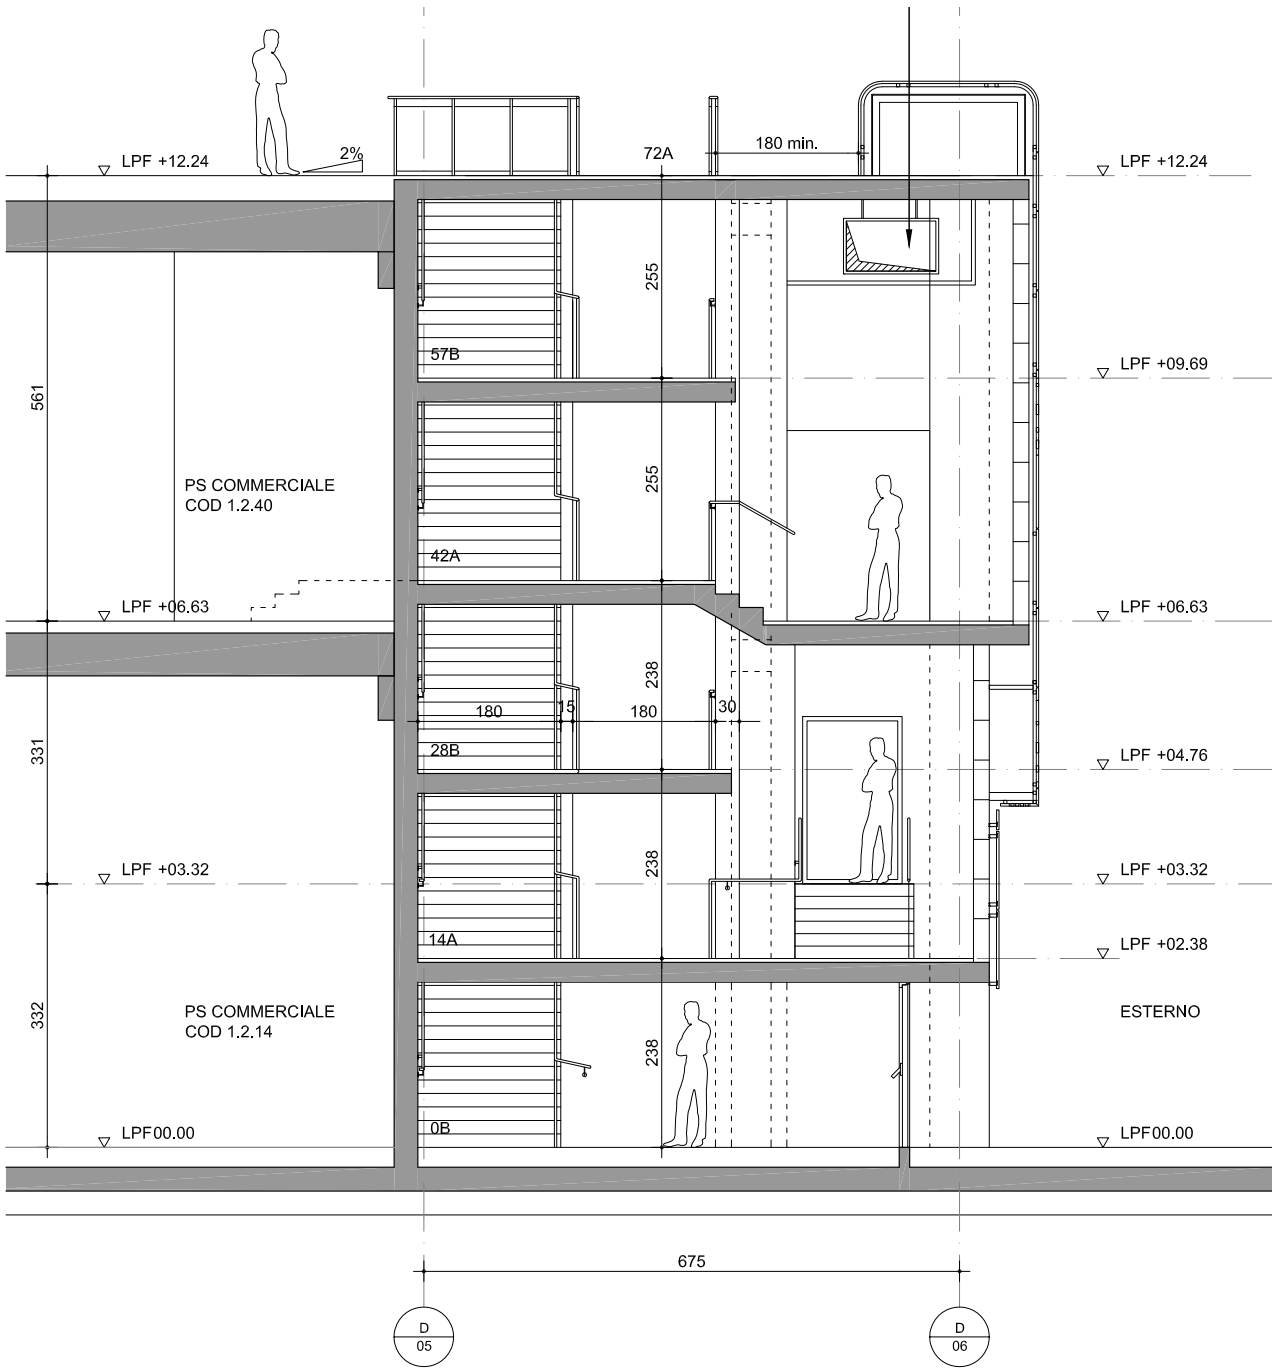 2%
72A
180 min.
LPF +12.24
LPF +12.24
255
57B
LPF +09.69
561
PS COMMERCIALE
COD 1.2.40
255
42A
LPF +06.63
LPF +06.63
238
180
15
180
30
331
28B
LPF +04.76
LPF +03.32
238
LPF +03.32
14A
LPF +02.38
332
PS COMMERCIALE
COD 1.2.14
ESTERNO
238
LPF00.00
0B
LPF00.00
675
D
05
D
06